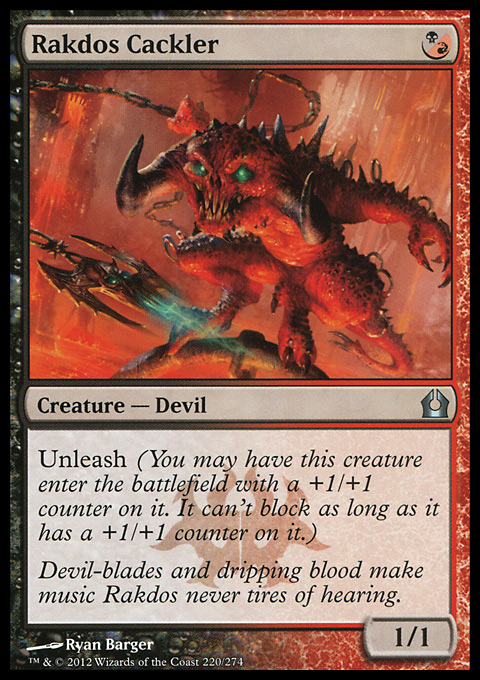 Rakdos Cackler
Creature — Devil
Unleash (You may have this creature
enter the battlefield with a +1/+1
counter on it. It can't block as long as it
has a +1/+1 counter on it.)
Devil-blades and dripping blood make
music Rakdos never tires of hearing.
Ryan Barger
1/1
™ & © 2012 Wizards of the Coast 220/274